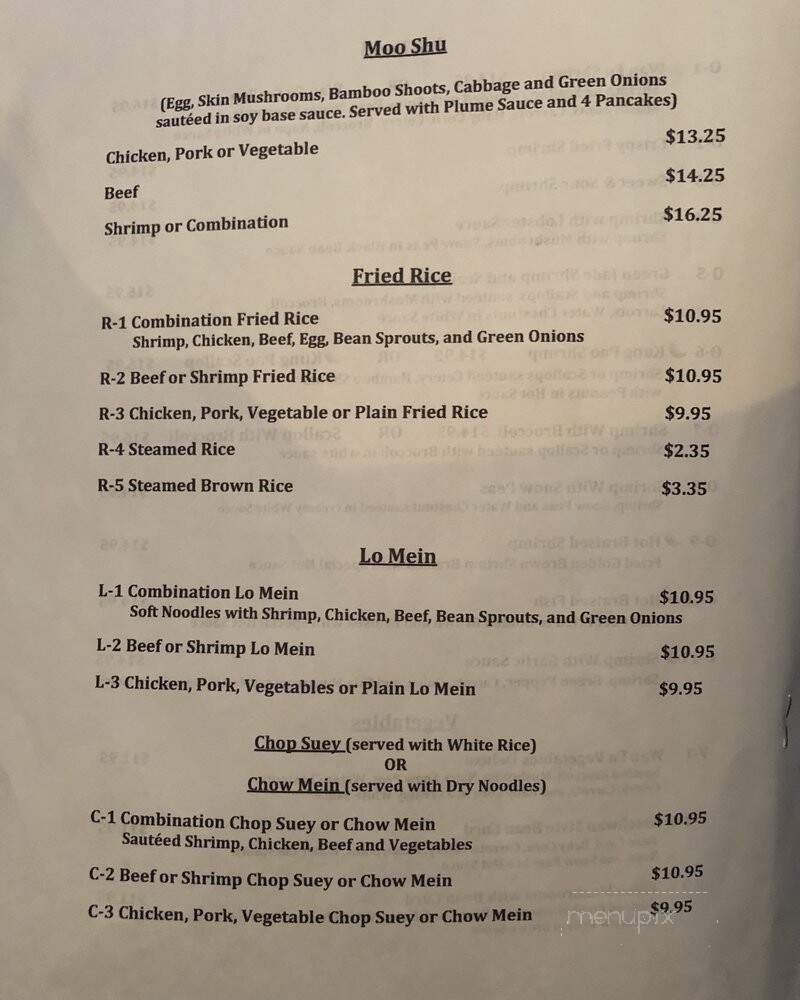 Moo Shu
(Egg, Skin Mushrooms, Bamboo Shoots, Cabbage and Green Onions
sautéed in soy base sauce. Served with Plume Sauce and 4 Pancakes)
Chicken, Pork or Vegetable $13.25
Beef $14.25
Shrimp or Combination $16.25
Fried Rice
R-1 Combination Fried Rice $10.95
Shrimp, Chicken, Beef, Egg, Bean Sprouts, and Green Onions
R-2 Beef or Shrimp Fried Rice $10.95
R-3 Chicken, Pork, Vegetable or Plain Fried Rice $9.95
R-4 Steamed Rice $2.35
R-5 Steamed Brown Rice $3.35
Lo Mein
L-1 Combination Lo Mein $10.95
Soft Noodles with Shrimp, Chicken, Beef, Bean Sprouts, and Green Onions
L-2 Beef or Shrimp Lo Mein $10.95
L-3 Chicken, Pork, Vegetables or Plain Lo Mein $9.95
Chop Suey (served with White Rice)
OR
Chow Mein (served with Dry Noodles)
C-1 Combination Chop Suey or Chow Mein $10.95
Sautéed Shrimp, Chicken, Beef and Vegetables
C-2 Beef or Shrimp Chop Suey or Chow Mein $10.95
C-3 Chicken, Pork, Vegetable Chop Suey or Chow Mein $9.95
menupix